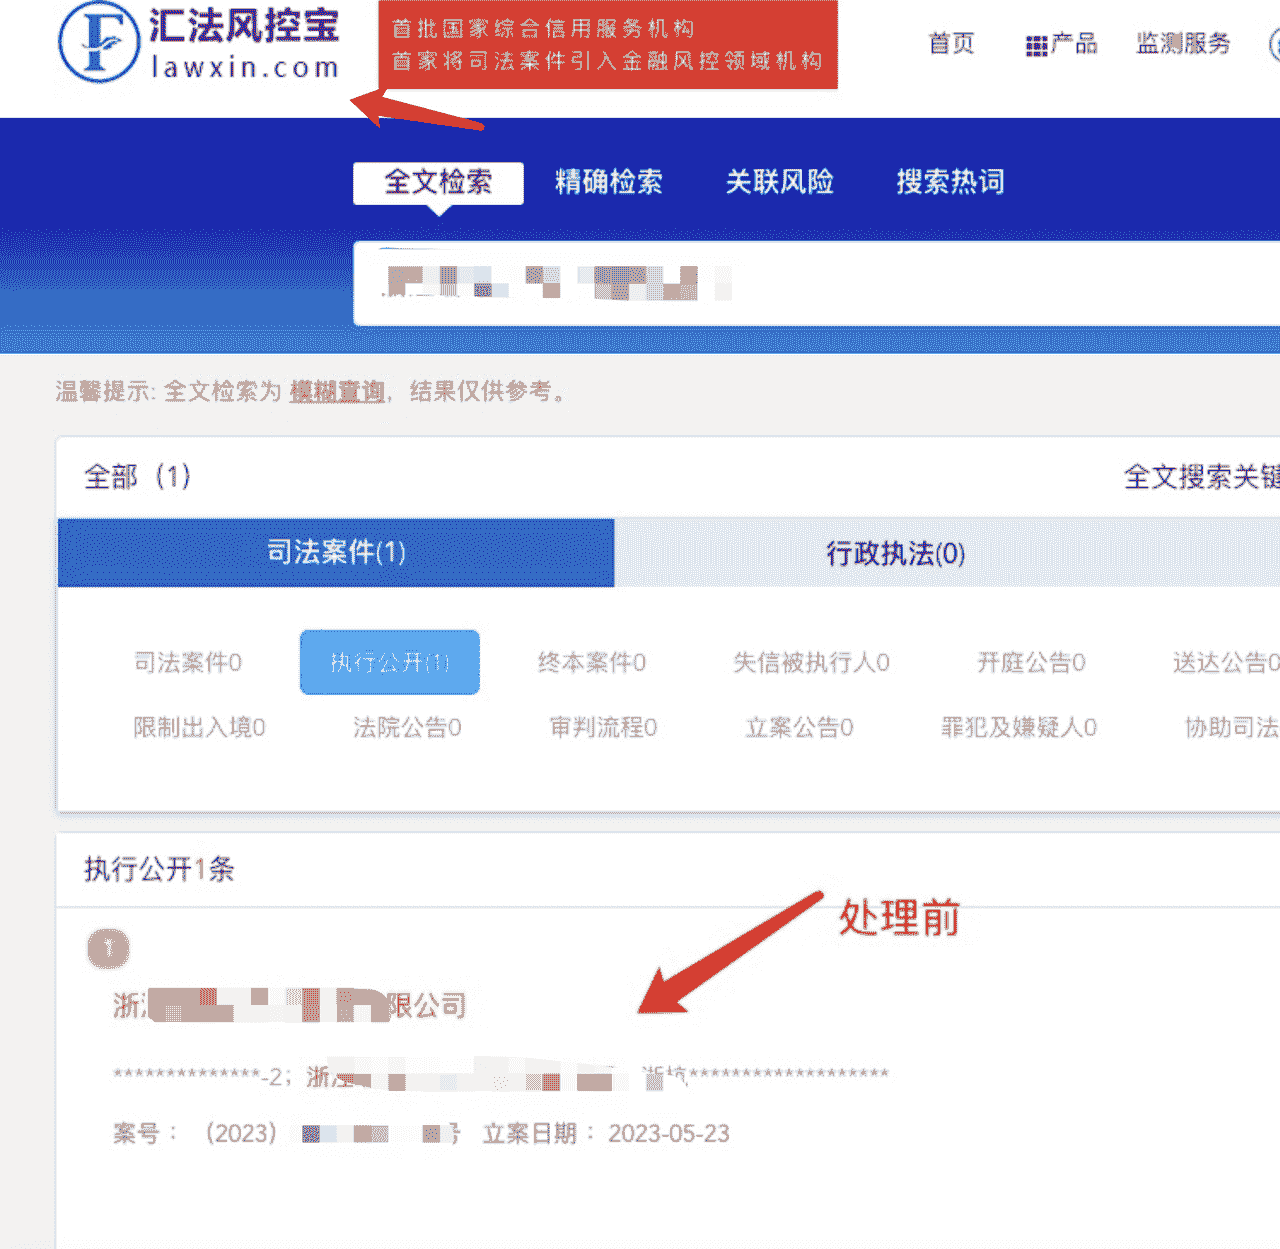 汇法风控宝
lawxin.com
首批国家综合信用服务机构
首家将司法案件引入金融风控领域机构
首页 产品 监测服务
全文检索 精确检索 关联风险 搜索热词
温馨提示: 全文检索为 模糊查询，结果仅供参考。
全部（1） 全文搜索关键
司法案件(1) 行政执法(0)
司法案件0 执行公开(1) 终本案件0 失信被执行人0 开庭公告0 送达公告0
限制出入境0 法院公告0 审判流程0 立案公告0 罪犯及嫌疑人0 协助司法
执行公开1条
处理前
1
浙 限公司
**************-2; 浙 *******************
案号： （2023） 号 立案日期： 2023-05-23